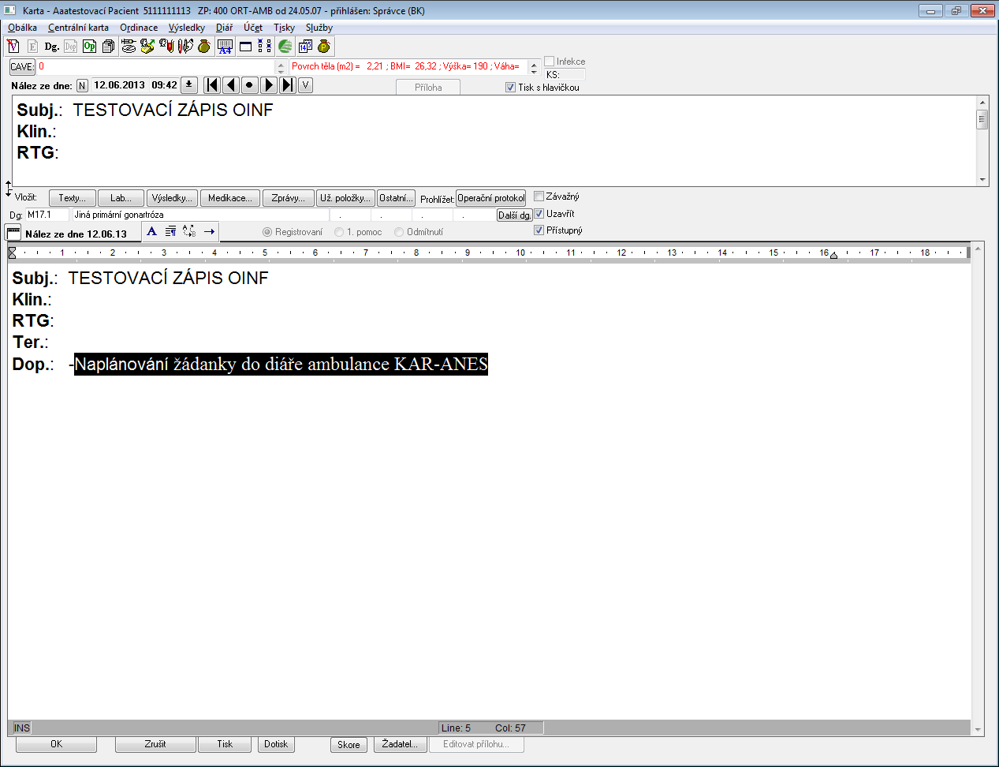 Karta - Aaatestovací Pacient 5111111113 ZP: 400 ORT-AMB od 24.05.07 - přihlášen: Správce (BK)
Obálka Centrální karta Ordinace Výsledky Diář Účet Tisky Služby
V E Dg. Dop Op A4 14 P
CAVE: 0 Povrch těla (m2) = 2,21 ; BMI= 26,32 ; Výška= 190 ; Váha= Infekce
KS:
Nález ze dne: N 12.06.2013 09:42 V Příloha Tisk s hlavičkou
Subj.: TESTOVACÍ ZÁPIS OINF
Klin.:
RTG:
Vložit: Texty... Lab... Výsledky... Medikace... Zprávy... Už. položky... Ostatní... Prohlížet: Operační protokol Závažný
Dg: M17.1 Jiná primární gonartróza . . . . Další dg. Uzavřít
Nález ze dne 12.06.13 A A B Registrovaní 1. pomoc Odmítnutí Přístupný
1 2 3 4 5 6 7 8 9 10 11 12 13 14 15 16 17 18
Subj.: TESTOVACÍ ZÁPIS OINF
Klin.:
RTG:
Ter.:
Dop.: -Naplánování žádanky do diáře ambulance KAR-ANES
INS Line: 5 Col: 57
OK Zrušit Tisk Dotisk Skore Žadatel... Editovat přílohu...